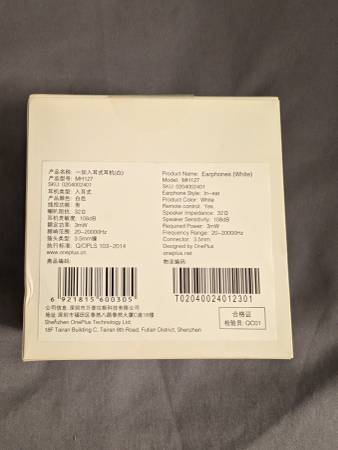 产品名称: 一加入耳式耳机(白)
产品型号: MH127
SKU: 0204002401
耳机类型: 入耳式
产品颜色: 白色
线控功能: 有
喇叭阻抗: 32Ω
耳机灵敏度: 108dB
额定功率: 3mW
频响范围: 20~20000Hz
插头类型: 3.5mm
执行标准: Q/OPLS 103-2014
www.oneplus.cn
商品编码:
6 921815 600305
Product Name: Earphones (White)
Model: MH127
SKU: 0204002401
Earphone Style: In-ear
Product Color: White
Remote control: Yes
Speaker Impedance: 32Ω
Speaker Sensitivity: 108dB
Required Power: 3mW
Frequency Range: 20~20000Hz
Connector: 3.5mm
Designed by OnePlus
oneplus.net
物流编码:
T02040024012301
公司信息: 深圳市万普拉斯科技有限公司
地址: 深圳市福田区泰然八路泰然大厦C座18楼
Shenzhen OnePlus Technology Ltd.
18F Tairan Building C, Tairan 8th Road, Futian District, Shenzhen
合格证
检验员: QC01